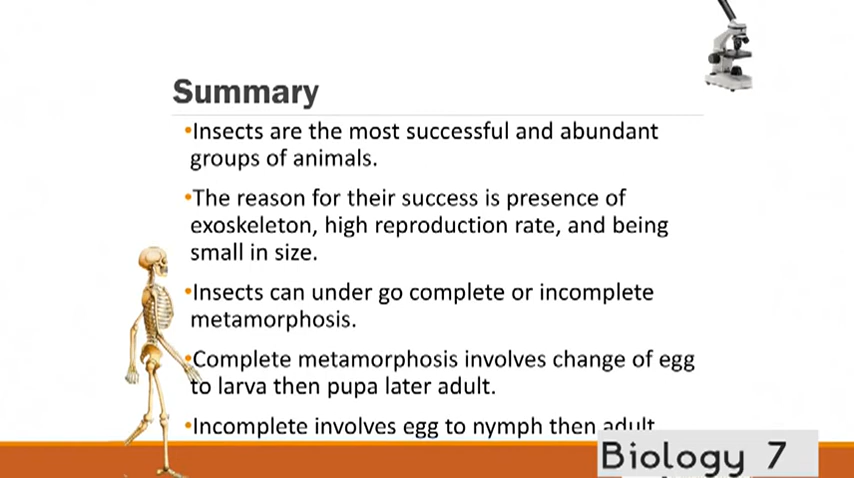 Summary
•Insects are the most successful and abundant
groups of animals.
•The reason for their success is presence of
exoskeleton, high reproduction rate, and being
small in size.
•Insects can under go complete or incomplete
metamorphosis.
•Complete metamorphosis involves change of egg
to larva then pupa later adult.
•Incomplete involves egg to nymph then adult
Biology 7